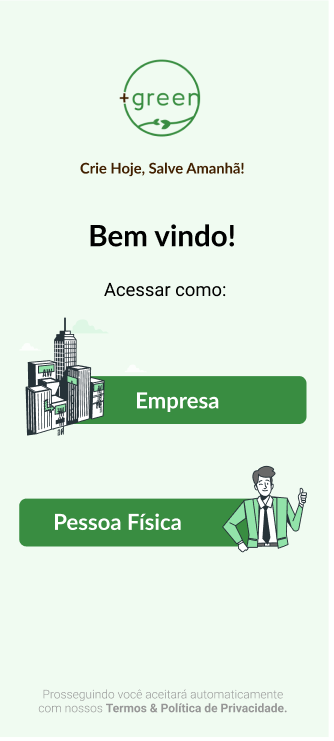 +green
Crie Hoje, Salve Amanhã!
Bem vindo!
Acessar como:
Empresa
Pessoa Física
Prosseguindo você aceitará automaticamente
com nossos Termos & Política de Privacidade.